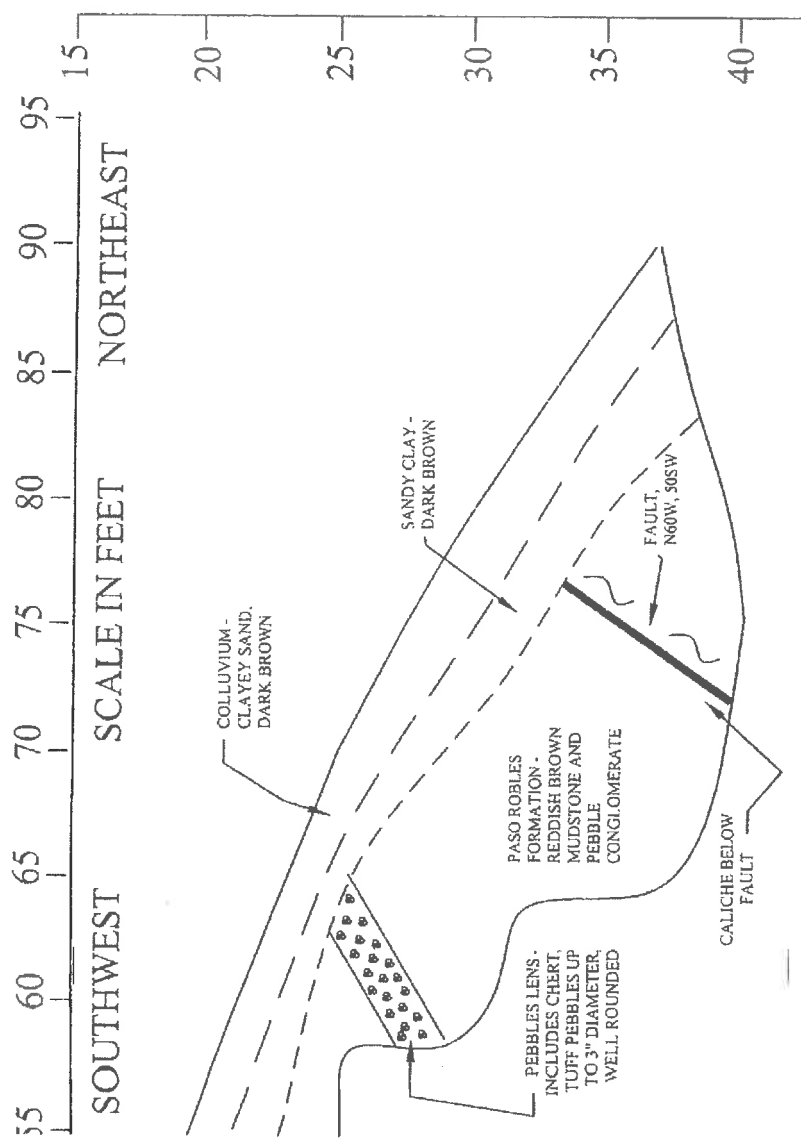 15
20
25
30
35
40
95
90
85
80
75
70
65
60
55
NORTHEAST
SCALE IN FEET
SOUTHWEST
COLLUVIUM -
CLAYEY SAND,
DARK BROWN
SANDY CLAY -
DARK BROWN
FAULT,
N60W, 50SW
PASO ROBLES
FORMATION -
REDDISH BROWN
MUDSTONE AND
PEBBLE
CONGLOMERATE
CALICHE BELOW
FAULT
PEBBLES LENS -
INCLUDES CHERT,
TUFF PEBBLES UP
TO 3" DIAMETER,
WELL ROUNDED